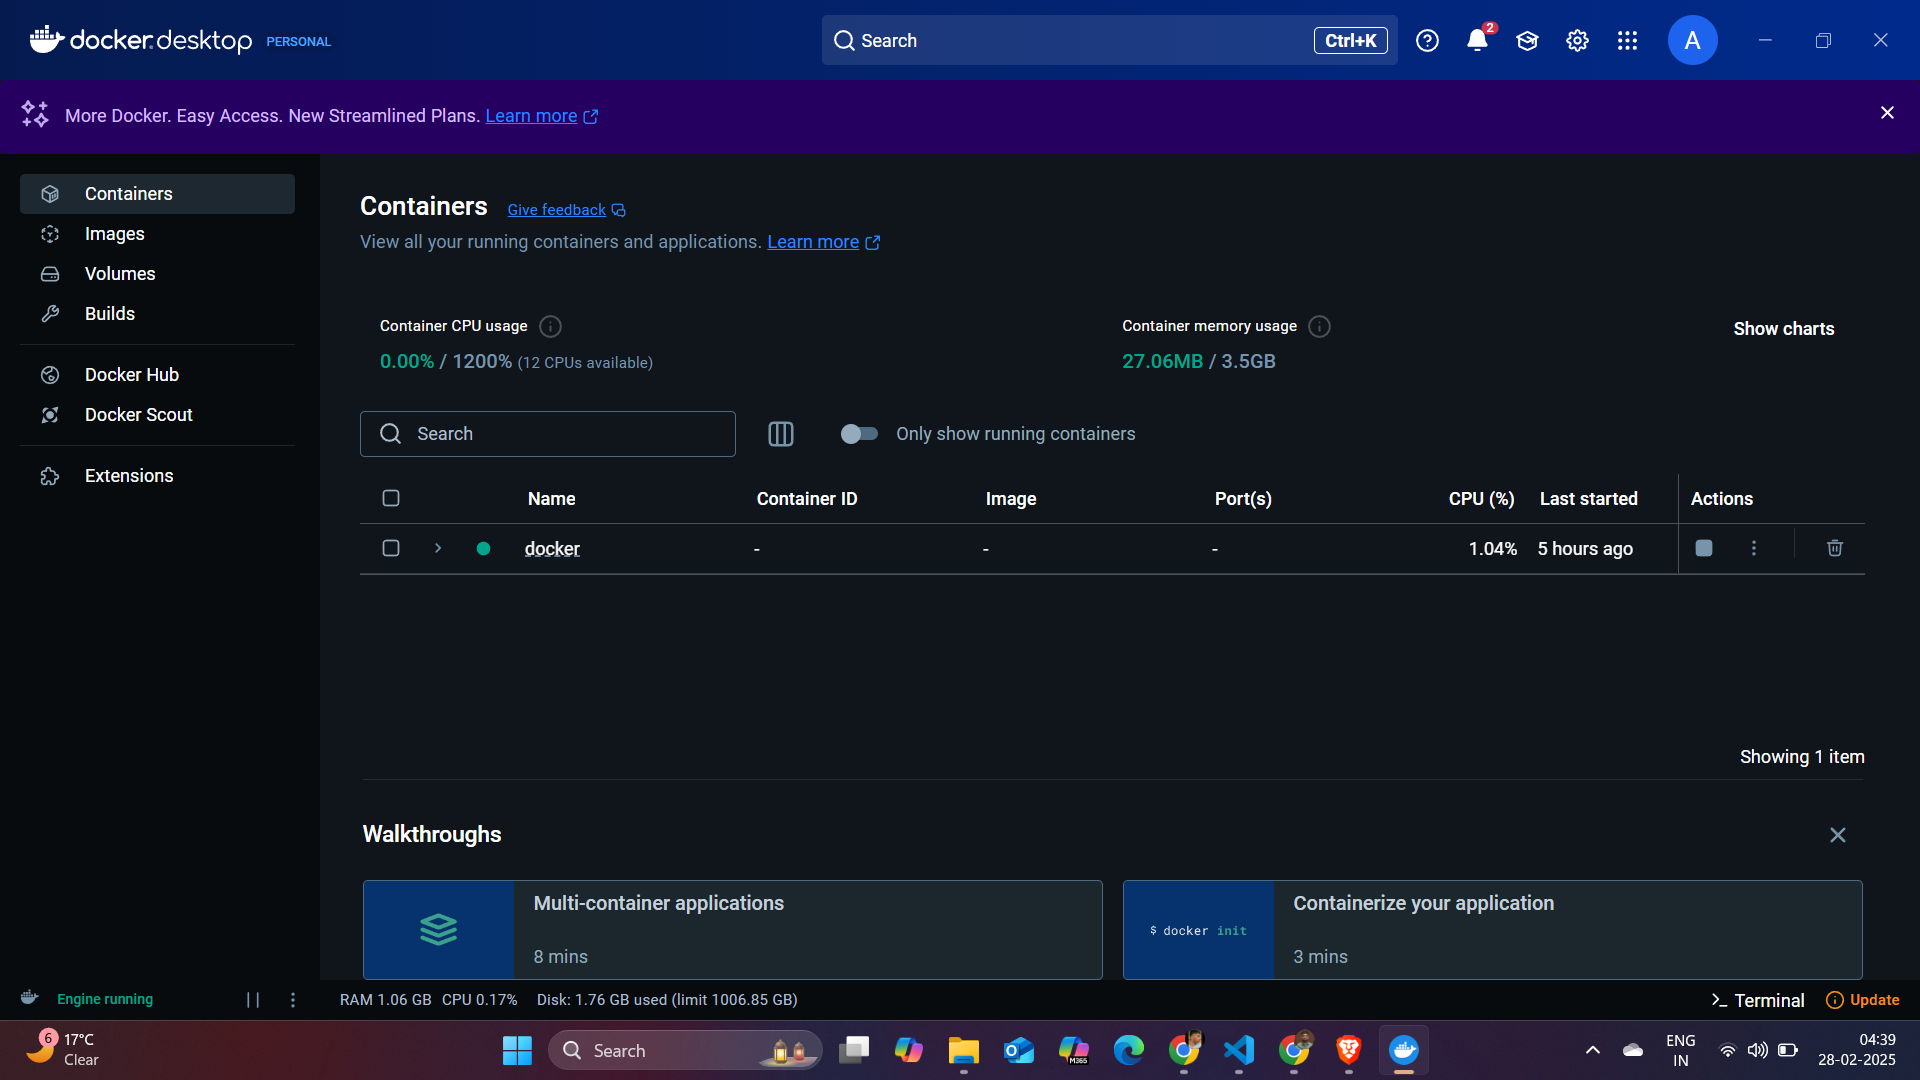 docker.desktop PERSONAL
Search Ctrl+K
2
A
More Docker. Easy Access. New Streamlined Plans. Learn more
Containers
Images
Volumes
Builds
Docker Hub
Docker Scout
Extensions
Containers Give feedback
View all your running containers and applications. Learn more
Container CPU usage
0.00% / 1200% (12 CPUs available)
Container memory usage
27.06MB / 3.5GB
Show charts
Search
Only show running containers
Name Container ID Image Port(s) CPU (%) Last started Actions
docker - - - 1.04% 5 hours ago
Showing 1 item
Walkthroughs
Multi-container applications
8 mins
$ docker init
Containerize your application
3 mins
Engine running
RAM 1.06 GB CPU 0.17% Disk: 1.76 GB used (limit 1006.85 GB)
>_ Terminal
Update
6
17°C
Clear
Search
M365
ENG
IN
04:39
28-02-2025